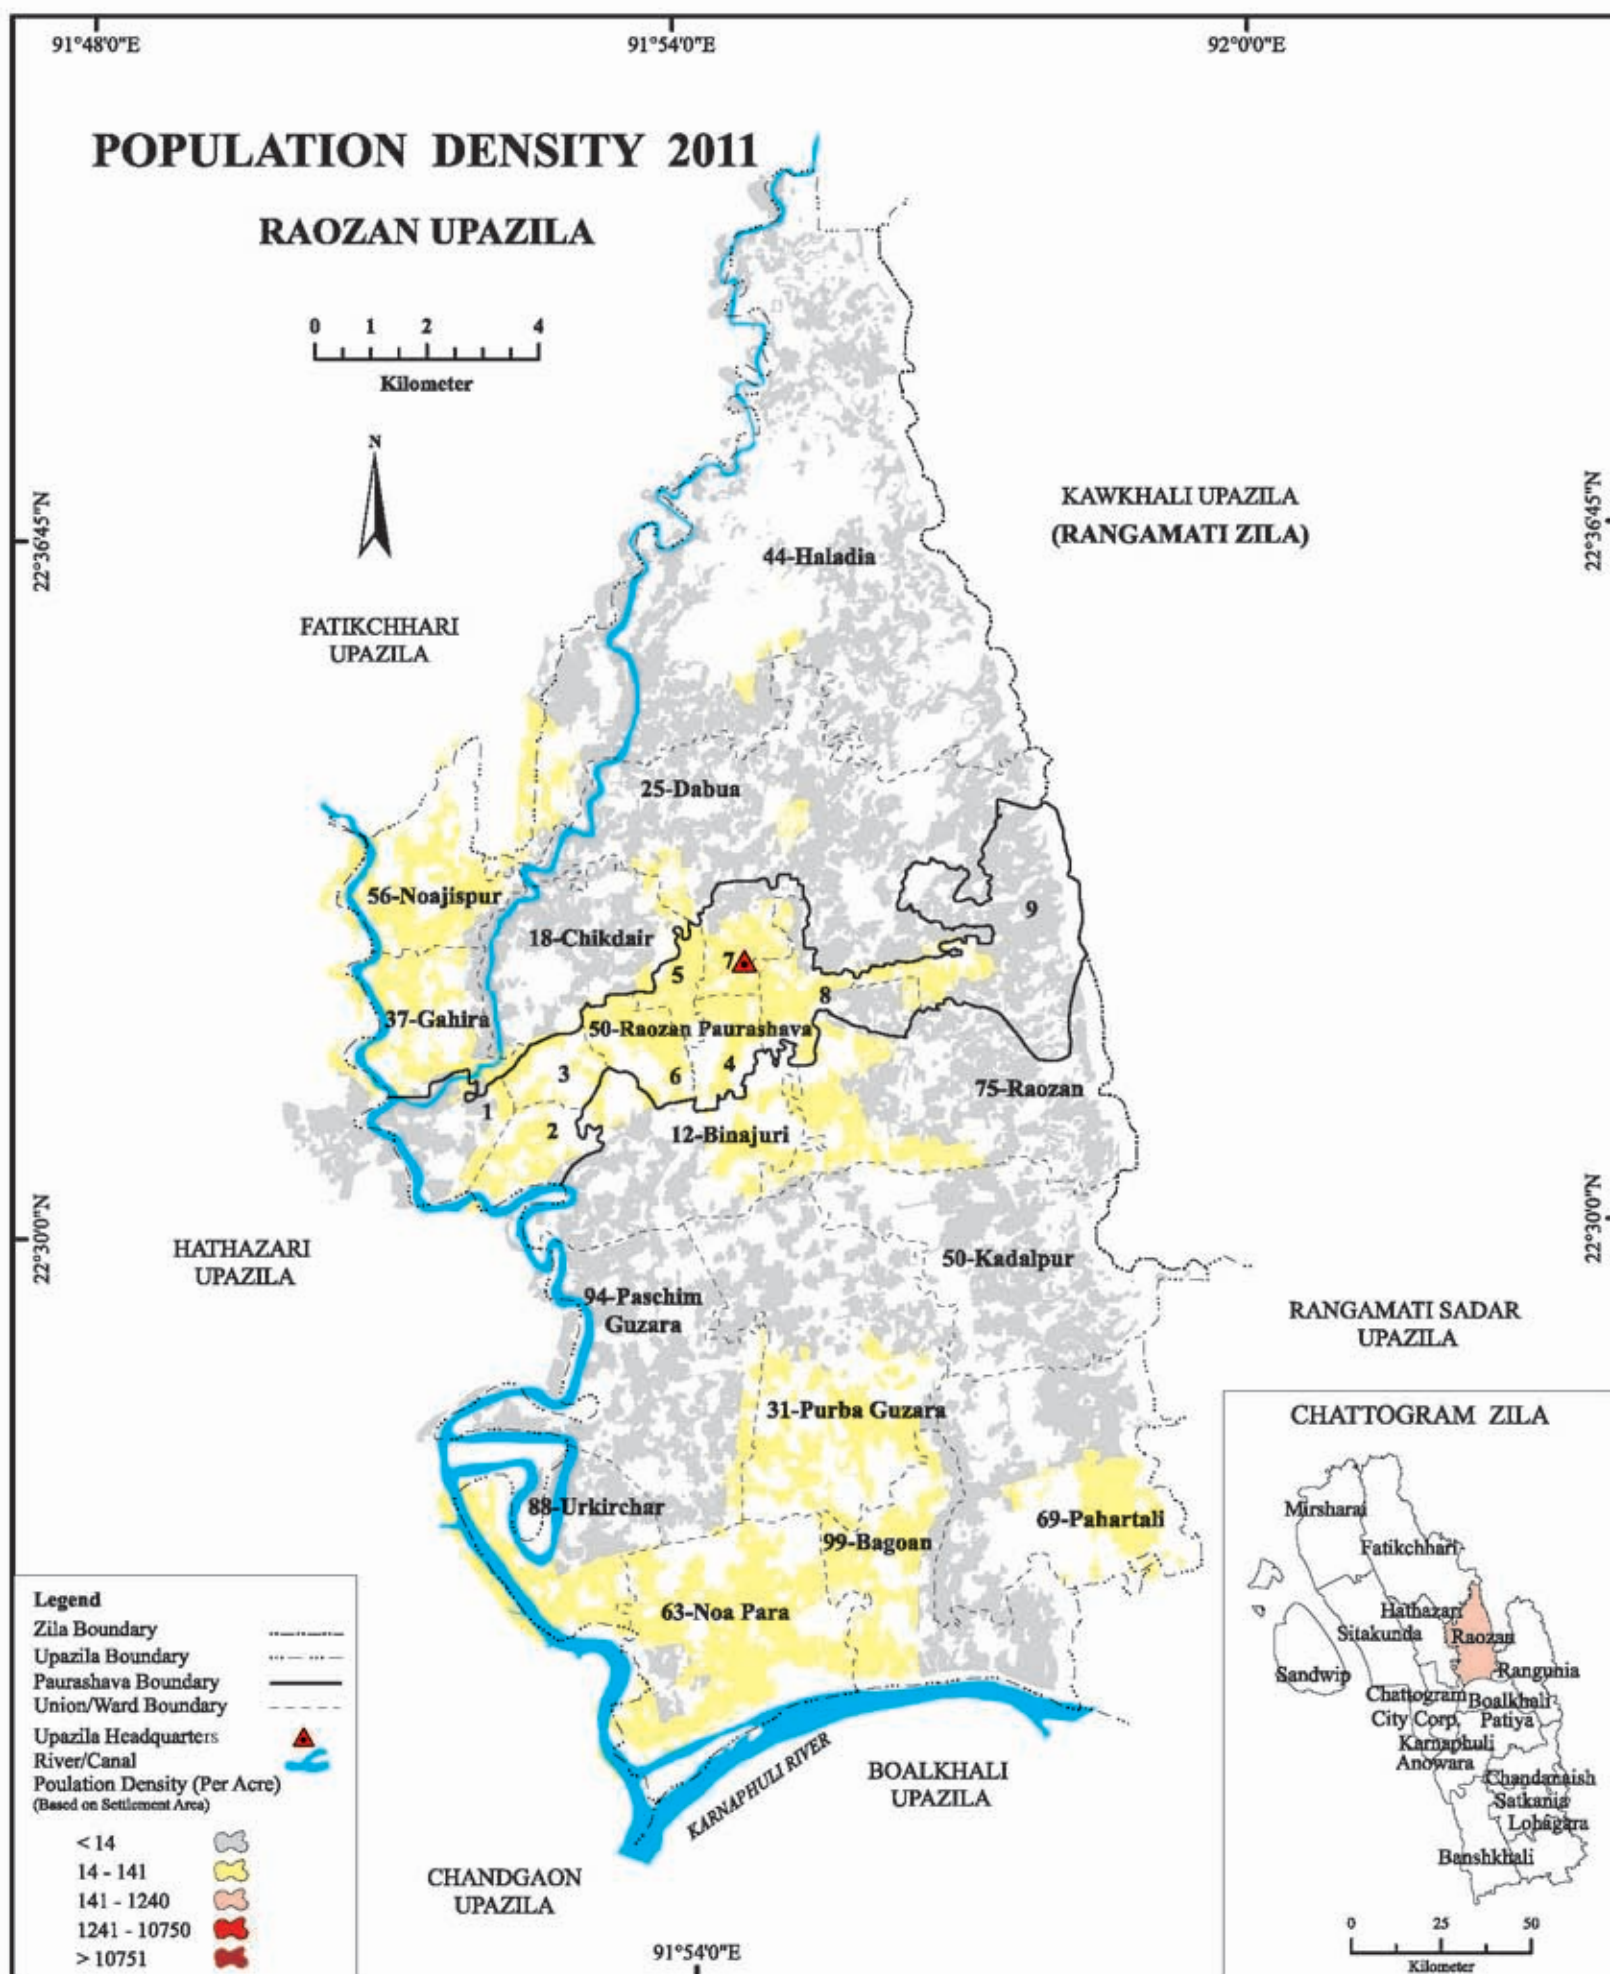 91°48'0"E
91°54'0"E
92°0'0"E
POPULATION DENSITY 2011
RAOZAN UPAZILA
0 1 2 4
Kilometer
N
22°36'45"N
22°36'45"N
KAWKHALI UPAZILA
(RANGAMATI ZILA)
44-Haladia
FATIKCHHARI
UPAZILA
25-Dabua
56-Noajispur
9
18-Chikdair
7
5
8
37-Gahira
50-Raozan Paurashava
3
6
4
75-Raozan
1
2
12-Binajuri
22°30'0"N
22°30'0"N
HATHAZARI
UPAZILA
50-Kadalpur
94-Paschim
Guzara
RANGAMATI SADAR
UPAZILA
31-Purba Guzara
88-Urkirchar
69-Pahartali
99-Bagoan
63-Noa Para
KARNAPHULI RIVER
BOALKHALI
UPAZILA
CHANDGAON
UPAZILA
91°54'0"E
Legend
Zila Boundary
Upazila Boundary
Paurashava Boundary
Union/Ward Boundary
Upazila Headquarters
River/Canal
Poulation Density (Per Acre)
(Based on Settlement Area)
< 14
14 - 141
141 - 1240
1241 - 10750
> 10751
CHATTOGRAM ZILA
Mirsharai
Fatikchhari
Hathazari
Sitakunda
Raozan
Sandwip
Rangunia
Chattogram
City Corp.
Boalkhali
Patiya
Karnaphuli
Anowara
Chandanaish
Satkania
Lohagara
Banshkhali
0 25 50
Kilometer